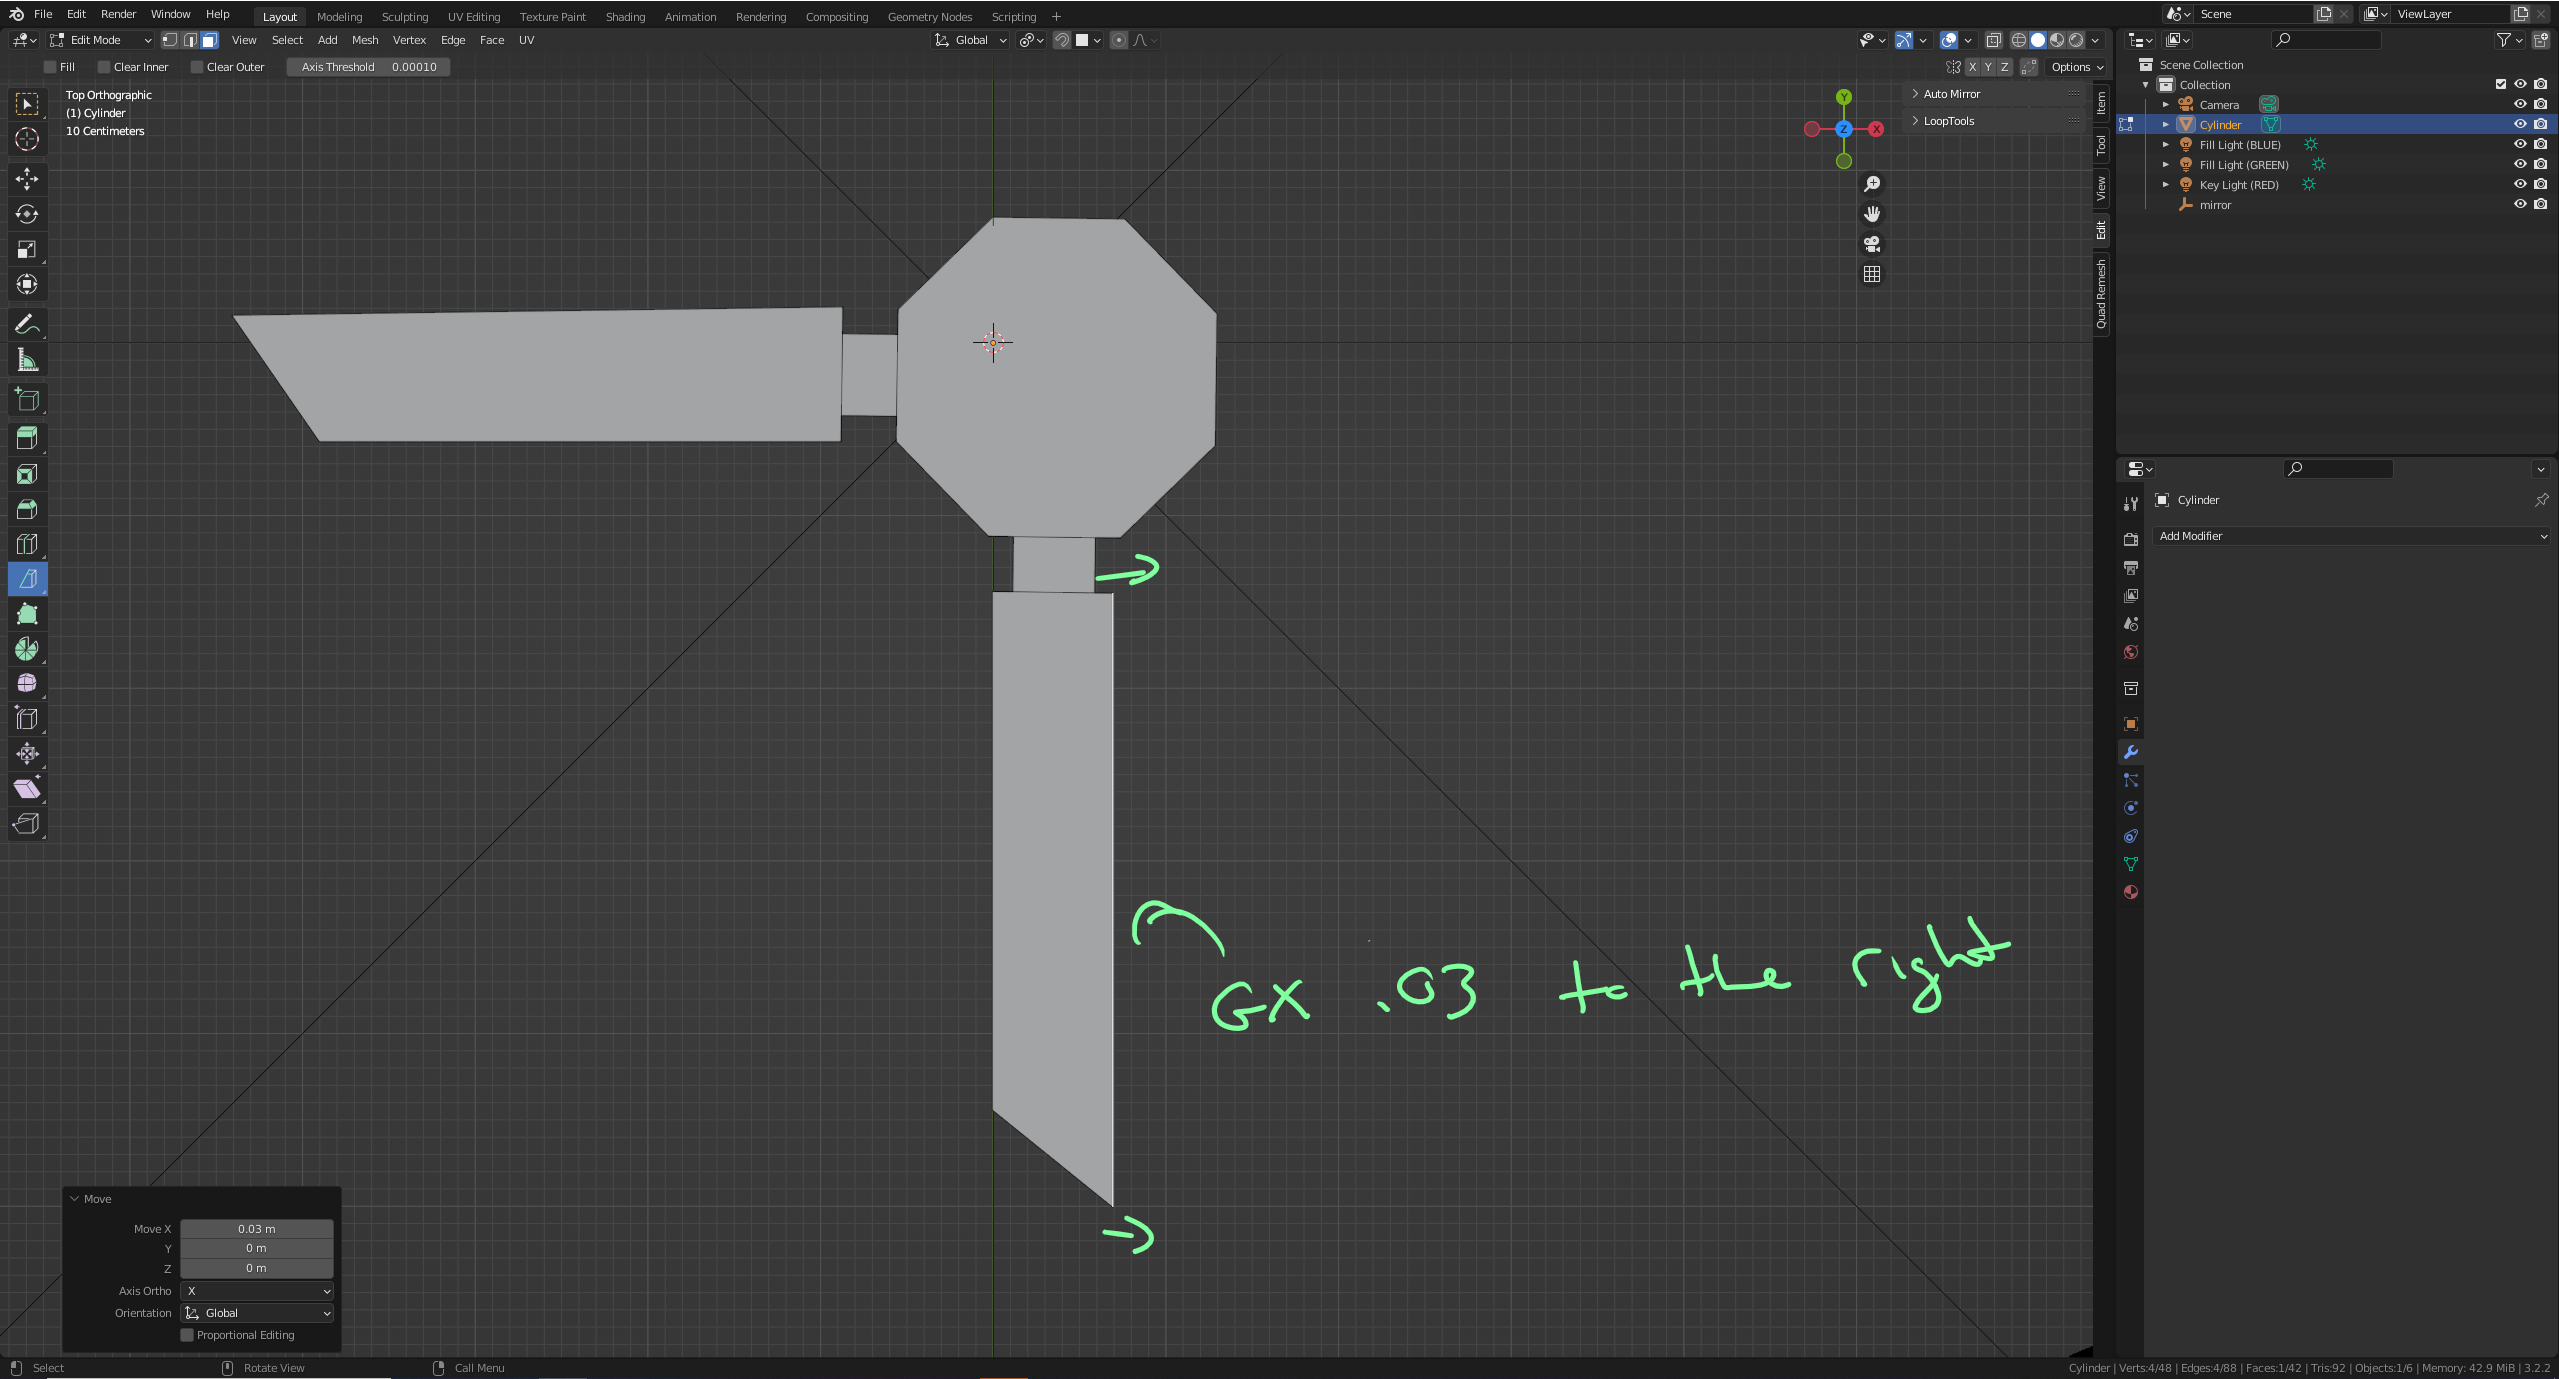 File Edit Render Window Help Layout Modeling Sculpting UV Editing Texture Paint Shading Animation Rendering Compositing Geometry Nodes Scripting + Scene ViewLayer
Edit Mode View Select Add Mesh Vertex Edge Face UV Global
Fill Clear Inner Clear Outer Axis Threshold 0.00010 X Y Z Options
Top Orthographic
(1) Cylinder
10 Centimeters
Y
Z X
Auto Mirror
LoopTools
Item
Tool
View
Edit
Quad Remesh
Scene Collection
Collection
Camera
Cylinder
Fill Light (BLUE)
Fill Light (GREEN)
Key Light (RED)
mirror
Cylinder
Add Modifier
GX .03 to the right
Move
Move X 0.03 m
Y 0 m
Z 0 m
Axis Ortho X
Orientation Global
Proportional Editing
Select Rotate View Call Menu Cylinder | Verts:4/48 | Edges:4/88 | Faces:1/42 | Tris:92 | Objects:1/6 | Memory: 42.9 MiB | 3.2.2